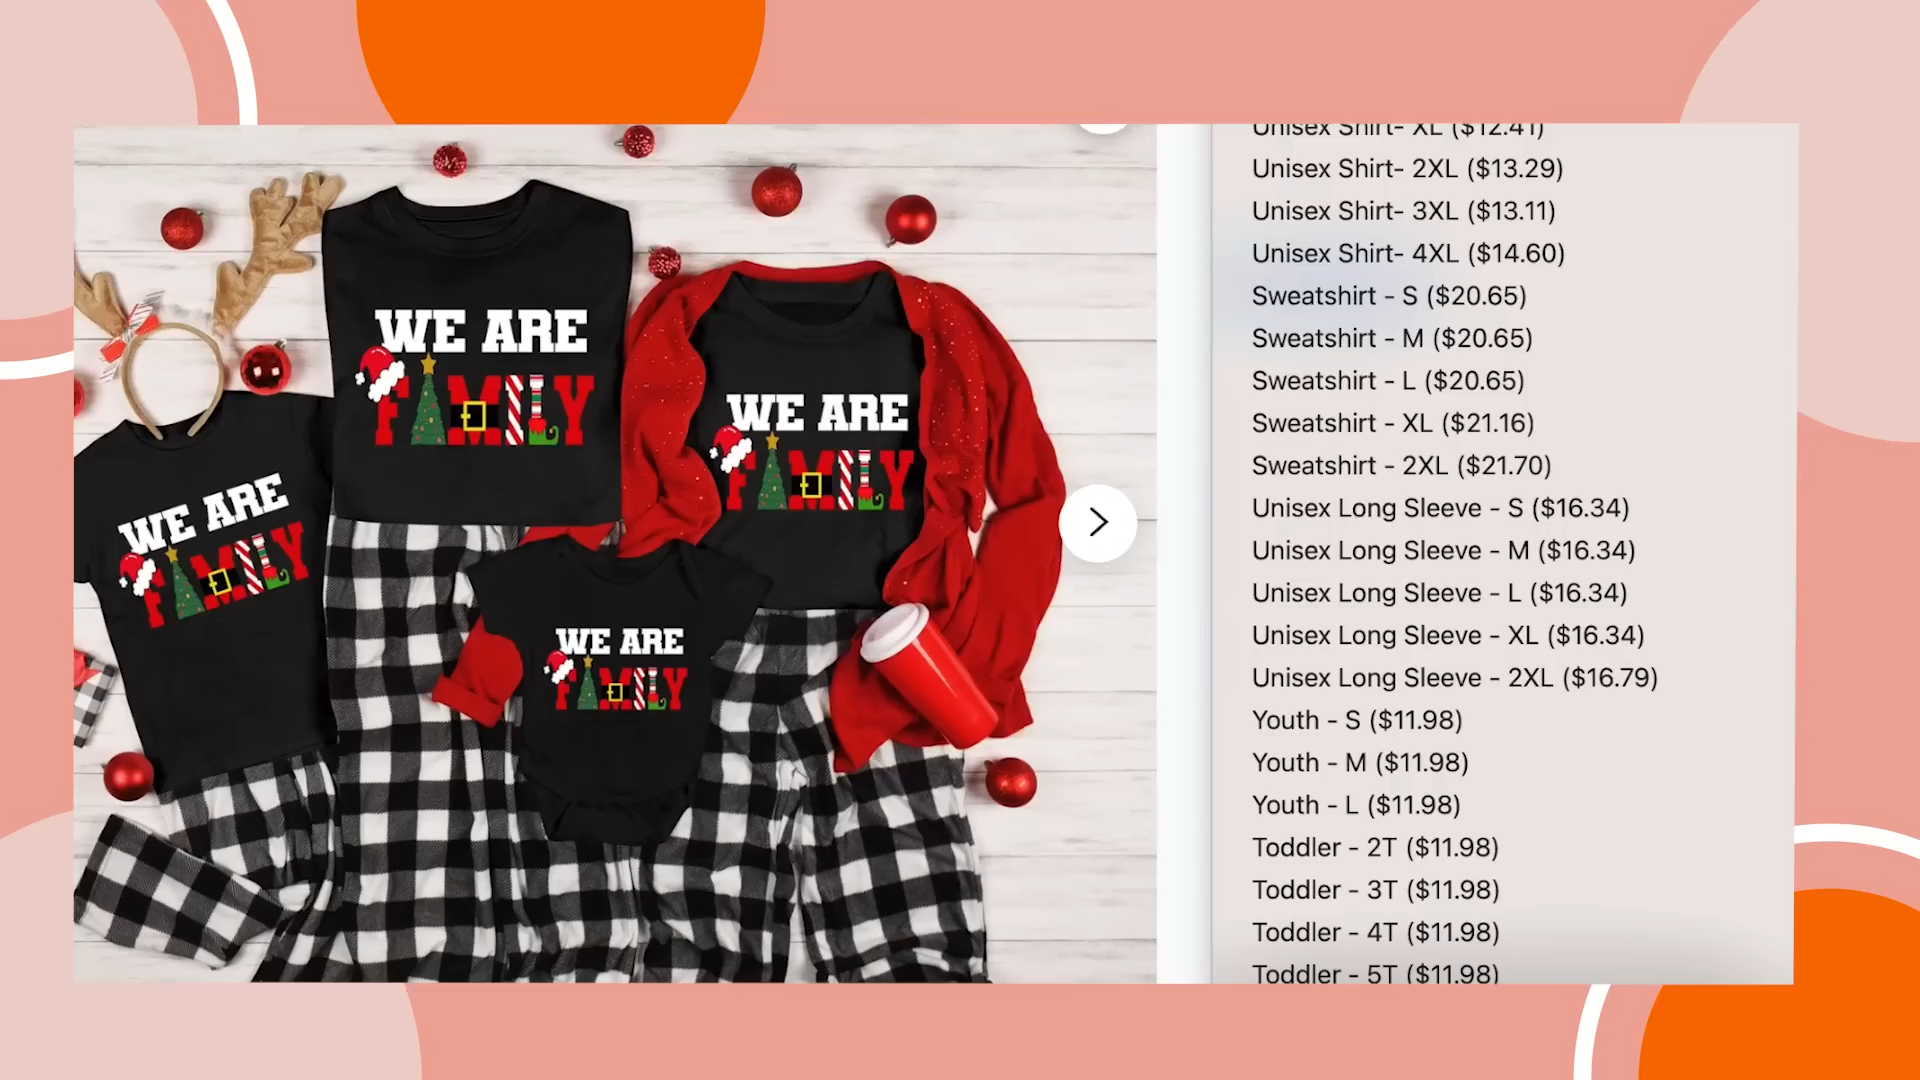 WE ARE
FAMILY
WE ARE
FAMILY
WE ARE
FAMILY
WE ARE
FAMILY
Unisex Shirt- XL ($12.41)
Unisex Shirt- 2XL ($13.29)
Unisex Shirt- 3XL ($13.11)
Unisex Shirt- 4XL ($14.60)
Sweatshirt - S ($20.65)
Sweatshirt - M ($20.65)
Sweatshirt - L ($20.65)
Sweatshirt - XL ($21.16)
Sweatshirt - 2XL ($21.70)
Unisex Long Sleeve - S ($16.34)
Unisex Long Sleeve - M ($16.34)
Unisex Long Sleeve - L ($16.34)
Unisex Long Sleeve - XL ($16.34)
Unisex Long Sleeve - 2XL ($16.79)
Youth - S ($11.98)
Youth - M ($11.98)
Youth - L ($11.98)
Toddler - 2T ($11.98)
Toddler - 3T ($11.98)
Toddler - 4T ($11.98)
Toddler - 5T ($11.98)